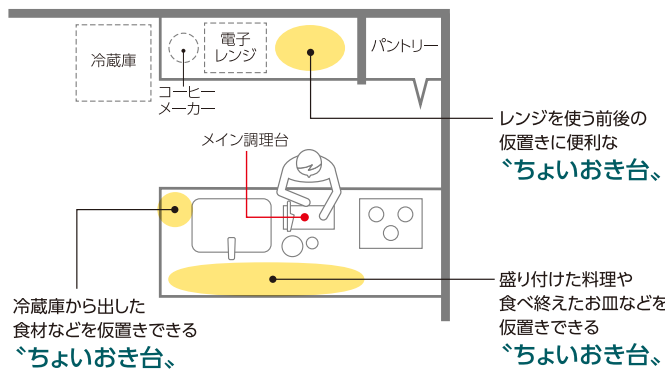 冷蔵庫
電子
レンジ
パントリー
コーヒー
メーカー
メイン調理台
レンジを使う前後の
仮置きに便利な
〝ちょいおき台〟
冷蔵庫から出した
食材などを仮置きできる
〝ちょいおき台〟
盛り付けた料理や
食べ終えたお皿などを
仮置きできる
〝ちょいおき台〟